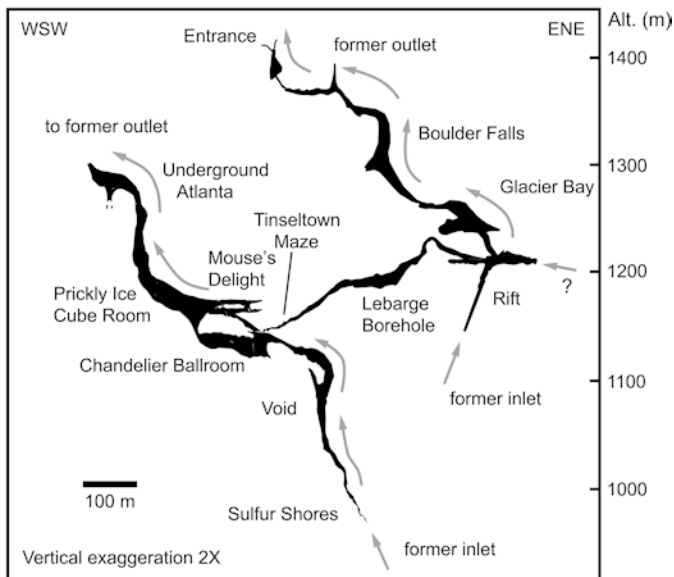 WSW
ENE
Alt. (m)
Entrance
former outlet
1400
to former outlet
Boulder Falls
Underground
Atlanta
1300
Glacier Bay
Tinseltown
Maze
Mouse's
Delight
1200
?
Prickly Ice
Cube Room
Lebarge
Borehole
Rift
Chandelier Ballroom
1100
Void
former inlet
100 m
1000
Sulfur Shores
former inlet
Vertical exaggeration 2X